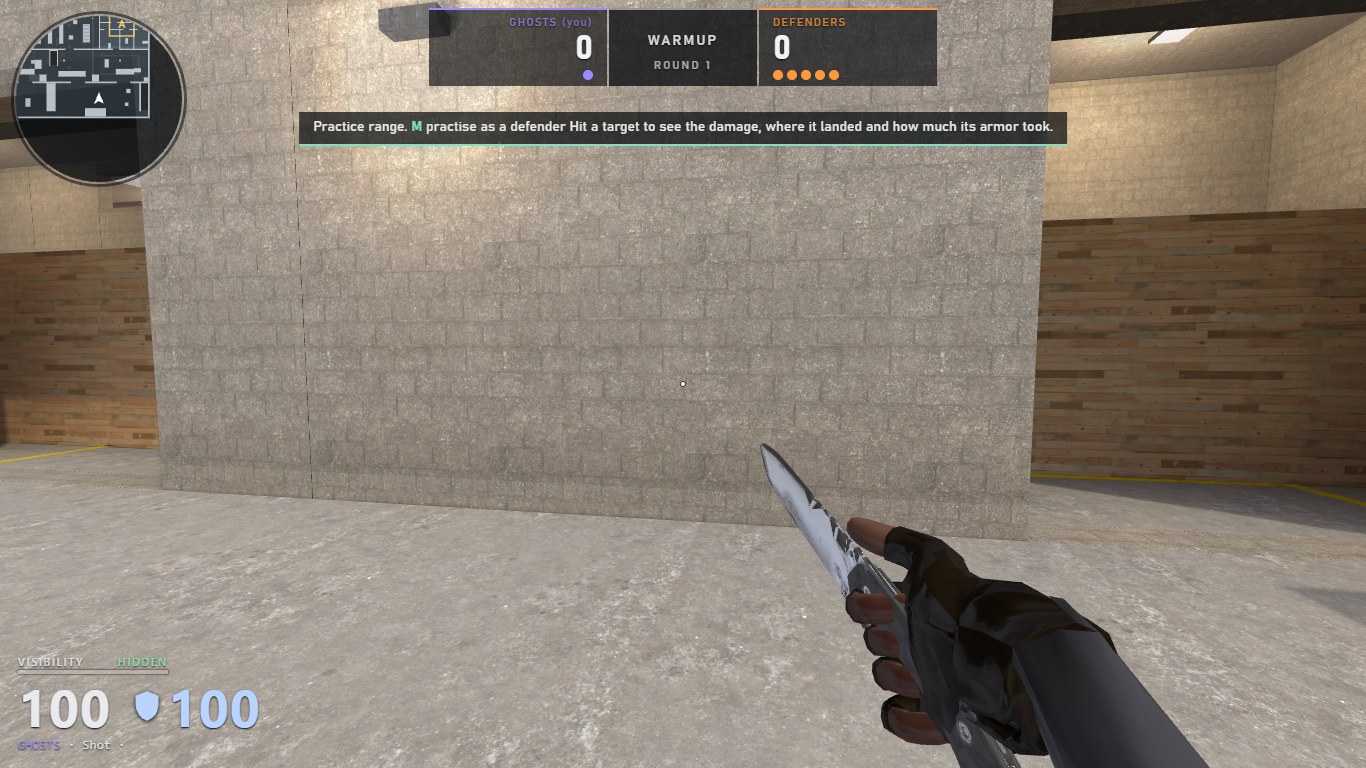 A
GHOSTS (you)
0
WARMUP
ROUND 1
DEFENDERS
0
Practice range. M practise as a defender Hit a target to see the damage, where it landed and how much its armor took.
VISIBILITY HIDDEN
100 100
GHOSTS · Shot ·